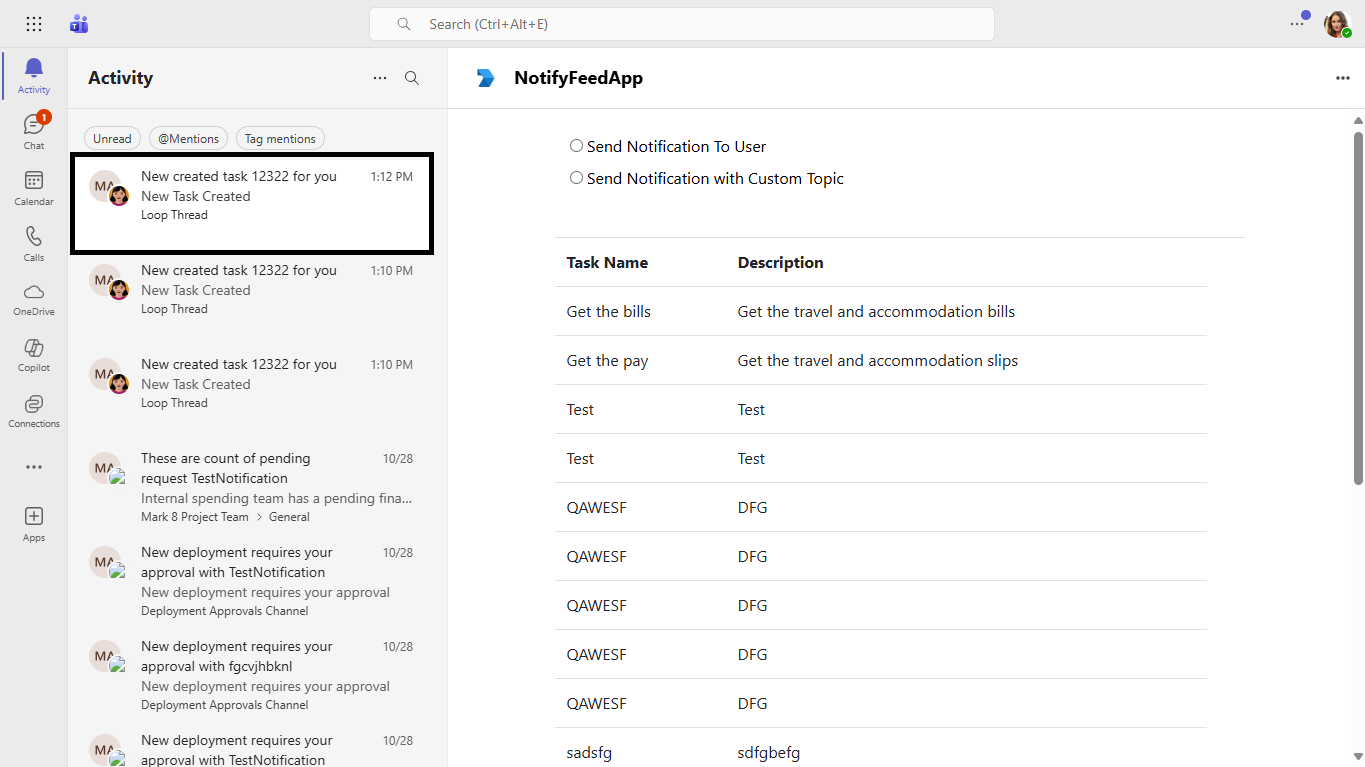 Search (Ctrl+Alt+E)
Activity
1
Chat
Calendar
Calls
OneDrive
Copilot
Connections
Apps
Activity
Unread
@Mentions
Tag mentions
MA
New created task 12322 for you
1:12 PM
New Task Created
Loop Thread
MA
New created task 12322 for you
1:10 PM
New Task Created
Loop Thread
MA
New created task 12322 for you
1:10 PM
New Task Created
Loop Thread
MA
These are count of pending
10/28
request TestNotification
Internal spending team has a pending fina...
Mark 8 Project Team > General
MA
New deployment requires your
10/28
approval with TestNotification
New deployment requires your approval
Deployment Approvals Channel
MA
New deployment requires your
10/28
approval with fgcvjhbknl
New deployment requires your approval
Deployment Approvals Channel
MA
New deployment requires your
10/28
approval with TestNotification
NotifyFeedApp
Send Notification To User
Send Notification with Custom Topic
Task Name Description
Get the bills Get the travel and accommodation bills
Get the pay Get the travel and accommodation slips
Test Test
Test Test
QAWESF DFG
QAWESF DFG
QAWESF DFG
QAWESF DFG
QAWESF DFG
sadsfg sdfgbefg